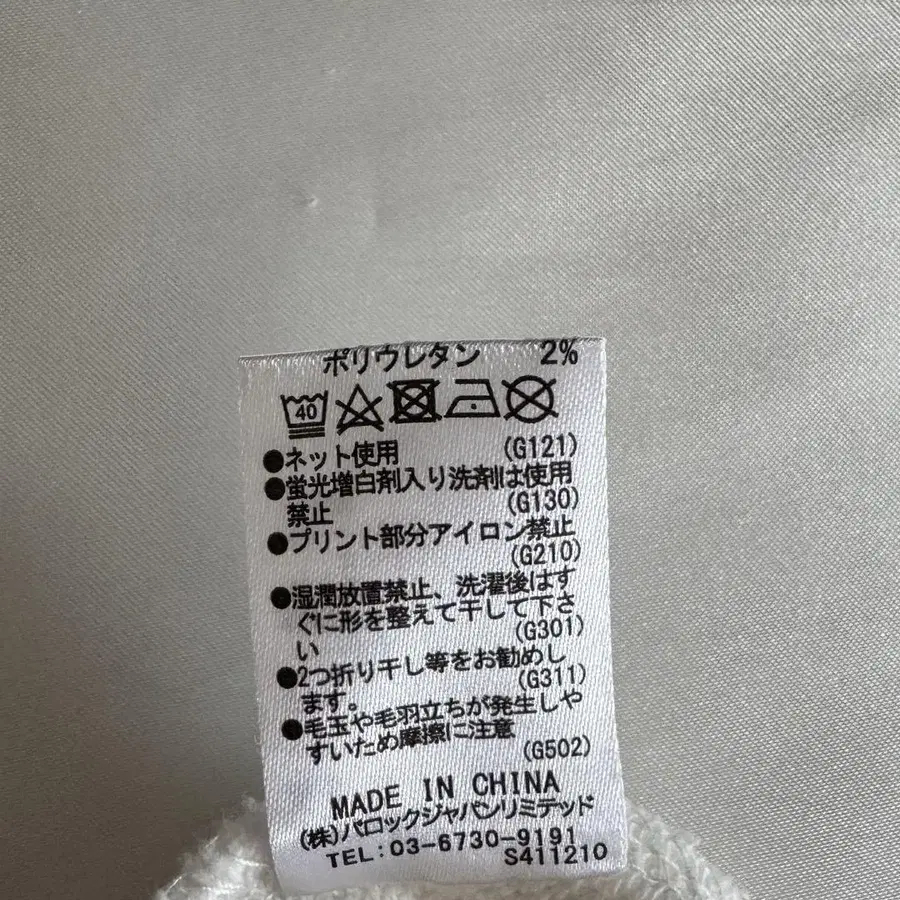 ポリウレタン 2%
40
●ネット使用 (G121)
●蛍光増白剤入り洗剤は使用
禁止 (G130)
●プリント部分アイロン禁止
(G210)
●湿潤放置禁止、洗濯後はす
ぐに形を整えて干して下さ
い (G301)
●2つ折り干し等をお勧めし
ます。 (G311)
●毛玉や毛羽立ちが発生しや
すいため摩擦に注意
(G502)
MADE IN CHINA
(株)バロックジャパンリミテッド
TEL:03-6730-9191
S411210